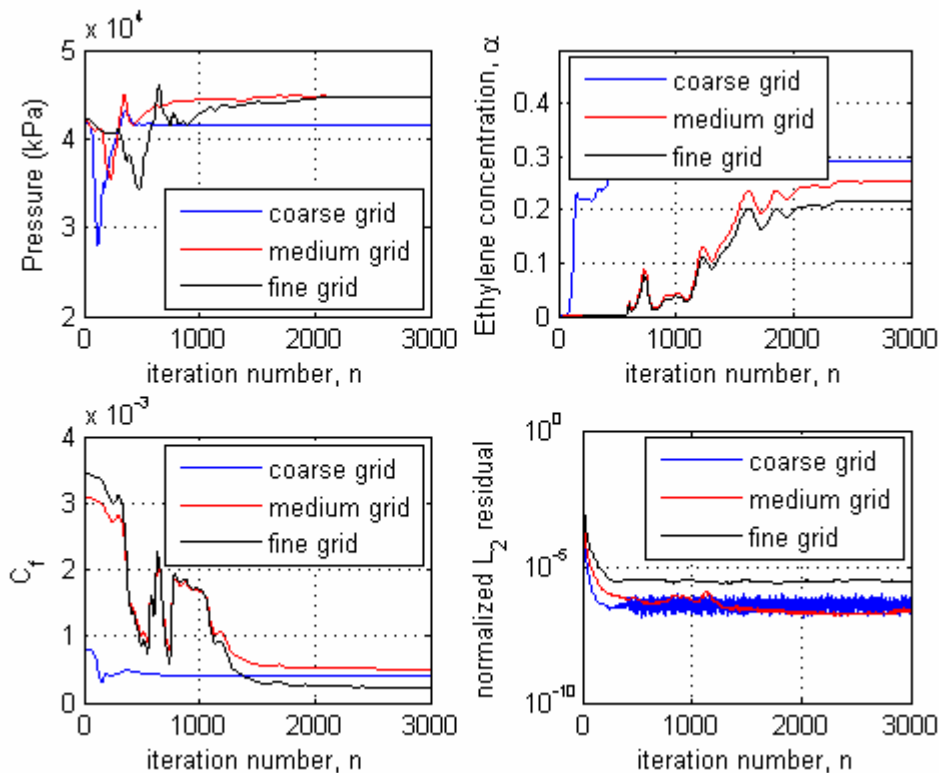 x 10^4
5
4
3
2
0
1000
2000
3000
Pressure (kPa)
iteration number, n
coarse grid
medium grid
fine grid
0.4
0.3
0.2
0.1
0
0
1000
2000
3000
Ethylene concentration, α
iteration number, n
coarse grid
medium grid
fine grid
x 10^-3
4
3
2
1
0
0
1000
2000
3000
C_f
iteration number, n
coarse grid
medium grid
fine grid
10^0
10^-5
10^-10
0
1000
2000
3000
normalized L_2 residual
iteration number, n
coarse grid
medium grid
fine grid